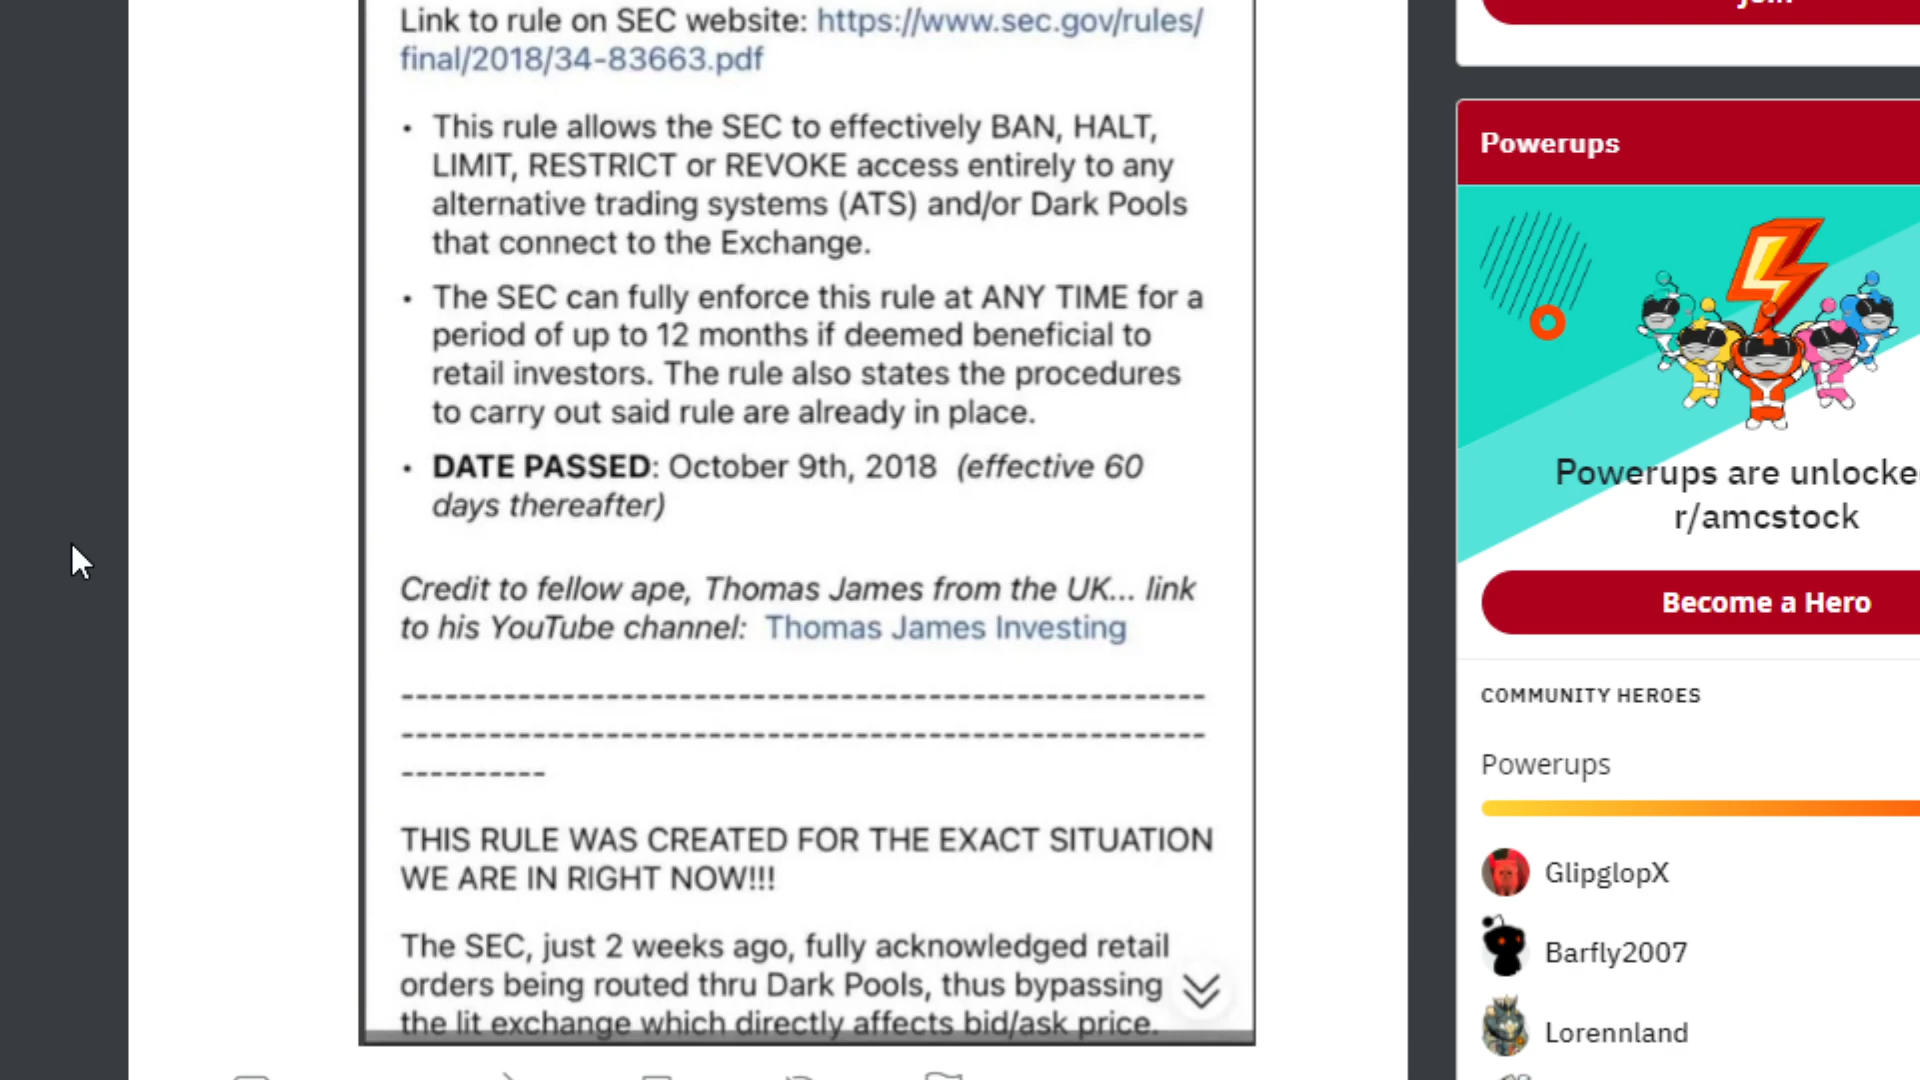 Link to rule on SEC website: https://www.sec.gov/rules/
final/2018/34-83663.pdf
• This rule allows the SEC to effectively BAN, HALT,
LIMIT, RESTRICT or REVOKE access entirely to any
alternative trading systems (ATS) and/or Dark Pools
that connect to the Exchange.
• The SEC can fully enforce this rule at ANY TIME for a
period of up to 12 months if deemed beneficial to
retail investors. The rule also states the procedures
to carry out said rule are already in place.
• DATE PASSED: October 9th, 2018 (effective 60
days thereafter)
Credit to fellow ape, Thomas James from the UK... link
to his YouTube channel: Thomas James Investing
-------------------------------------------------------
-------------------------------------------------------
----------
THIS RULE WAS CREATED FOR THE EXACT SITUATION
WE ARE IN RIGHT NOW!!!
The SEC, just 2 weeks ago, fully acknowledged retail
orders being routed thru Dark Pools, thus bypassing
the lit exchange which directly affects bid/ask price.
Join
Powerups
Powerups are unlocke
r/amcstock
Become a Hero
COMMUNITY HEROES
Powerups
GlipglopX
Barfly2007
Lorennland